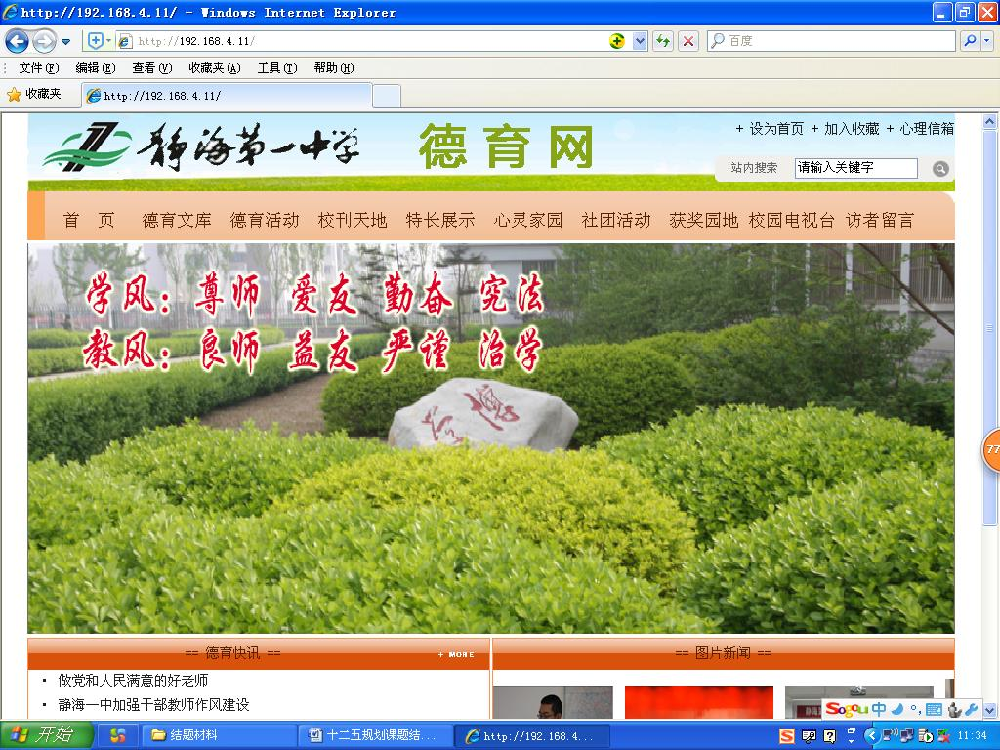 http://192.168.4.11/ - Windows Internet Explorer
http://192.168.4.11/
百度
文件(F) 编辑(E) 查看(V) 收藏夹(A) 工具(T) 帮助(H)
收藏夹
http://192.168.4.11/
静海第一中学
德育网
+ 设为首页 + 加入收藏 + 心理信箱
站内搜索
请输入关键字
首 页 德育文库 德育活动 校刊天地 特长展示 心灵家园 社团活动 获奖园地 校园电视台 访者留言
学风：尊师 爱友 勤奋 究法
教风：良师 益友 严谨 治学
77
== 德育快讯 ==
+ MORE
== 图片新闻 ==
· 做党和人民满意的好老师
· 静海一中加强干部教师作风建设
Sogou 中
开始
结题材料
十二五规划课题结...
http://192.168.4...
11:34